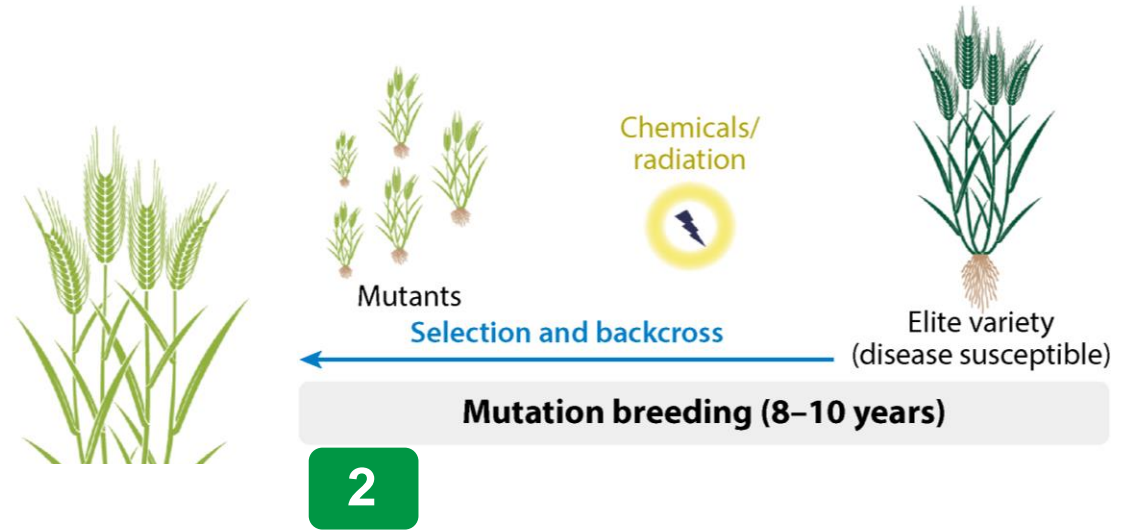 Chemicals/
radiation
Mutants
Selection and backcross
Elite variety
(disease susceptible)
Mutation breeding (8–10 years)
2